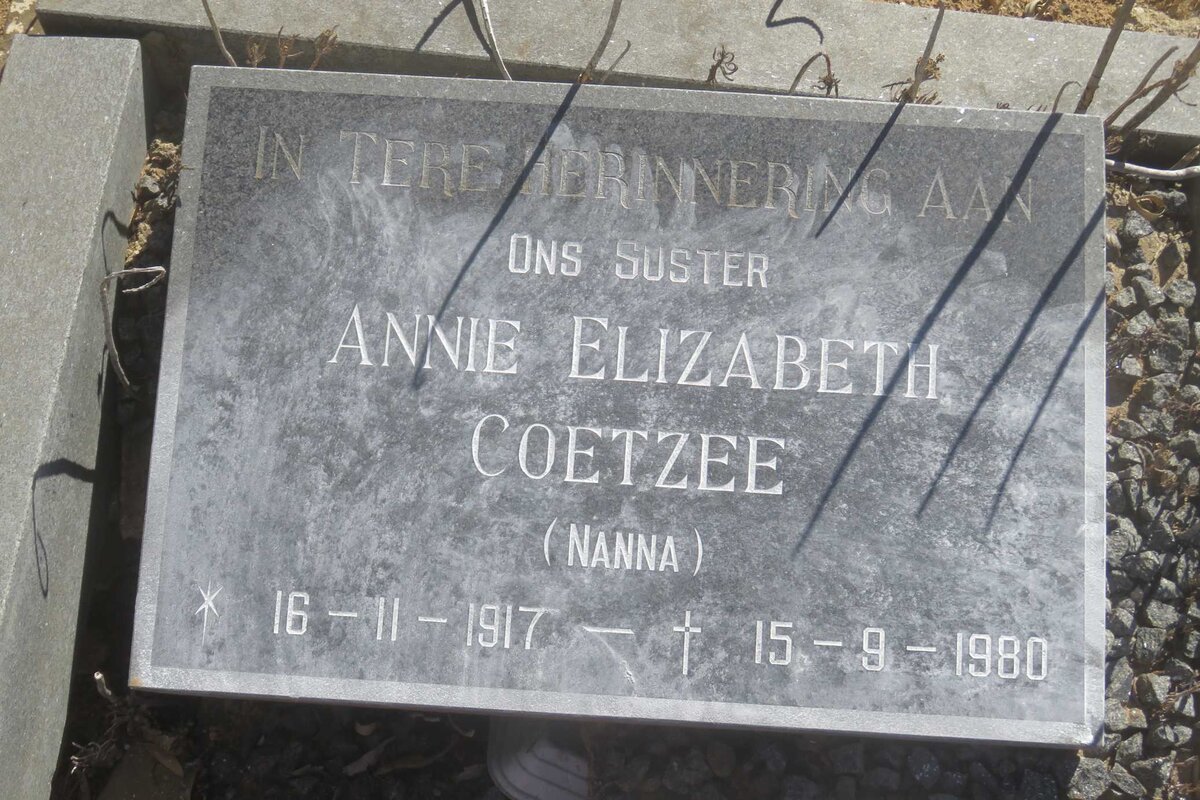 IN TERE HERINNERING AAN
ONS SUSTER
ANNIE ELIZABETH
COETZEE
(NANNA)
* 16-11-1917 — † 15-9-1980